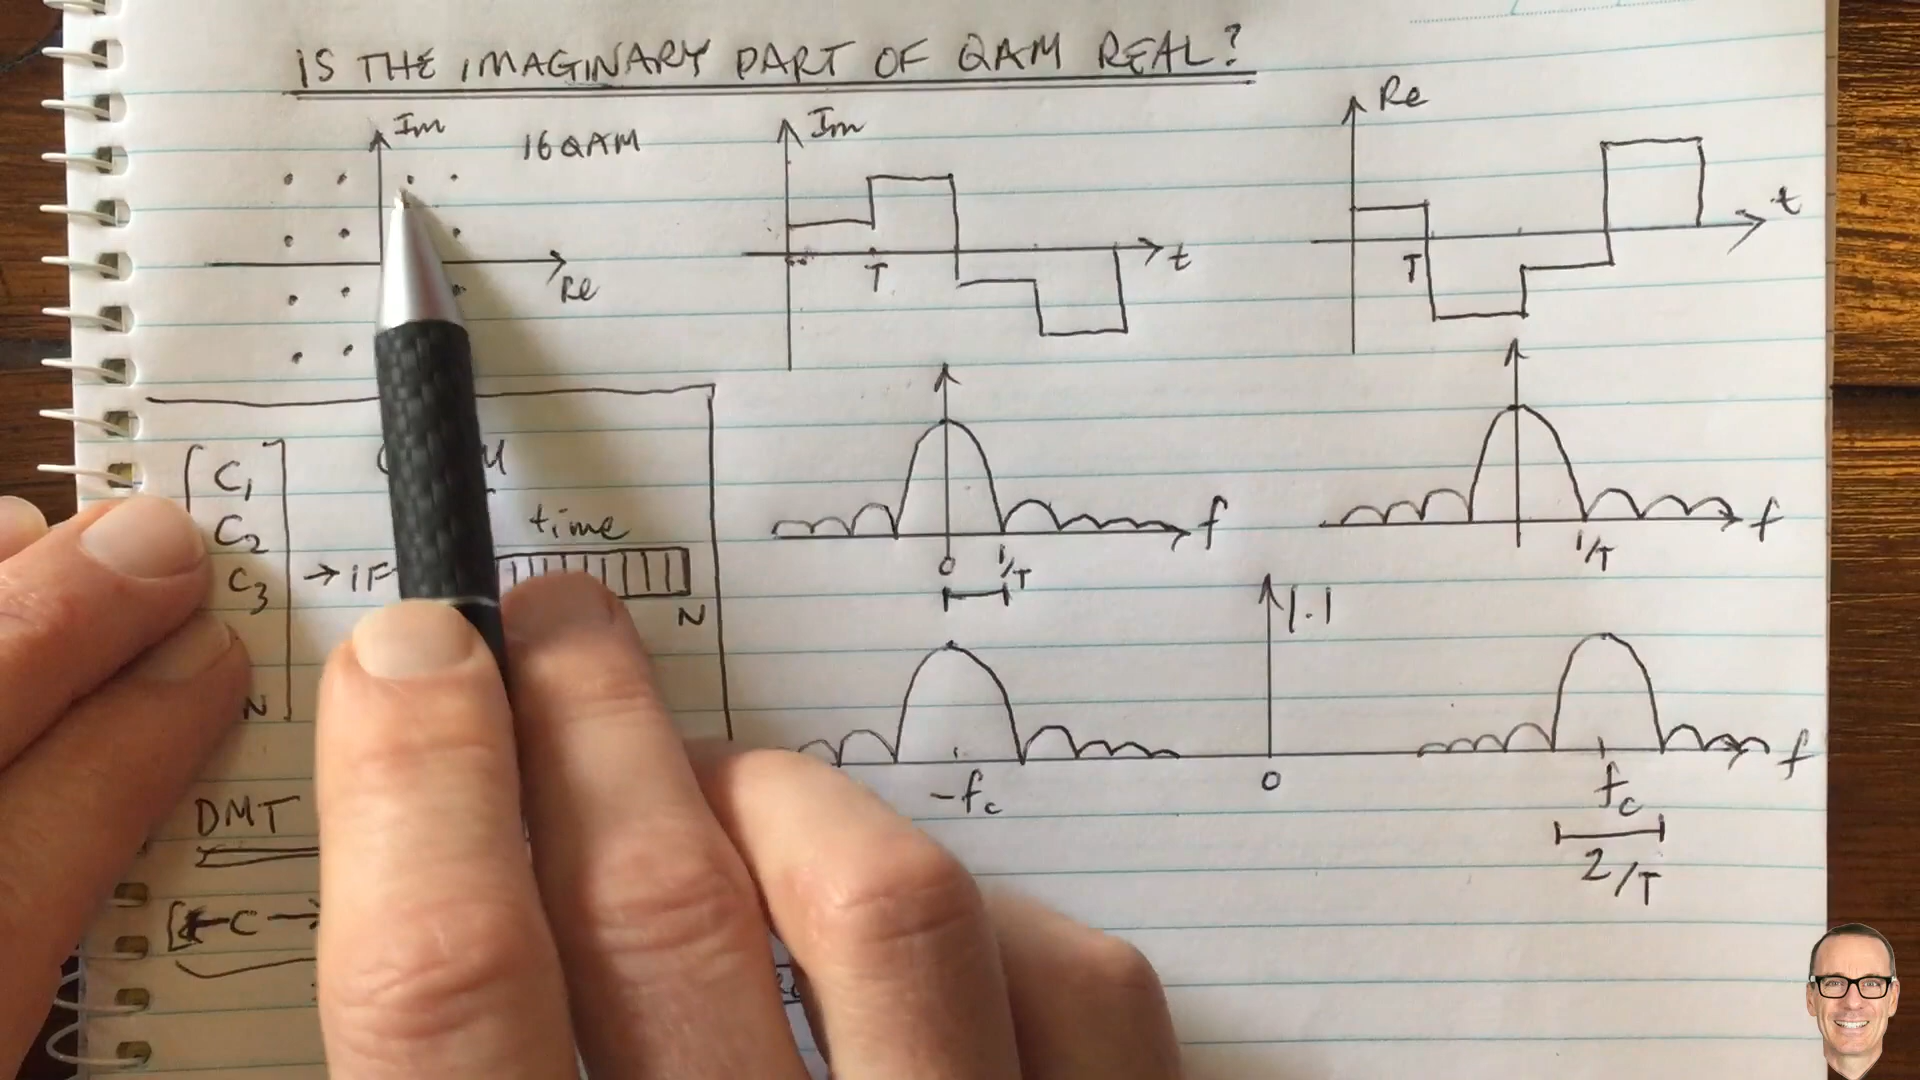 IS THE IMAGINARY PART OF QAM REAL?
Im
16QAM
Re
Im
T
t
Re
T
t
C1
C2
C3
N
→
time
N
0
1/T
f
1/T
f
|.|
-fc
0
fc
f
2/T
DMT
C